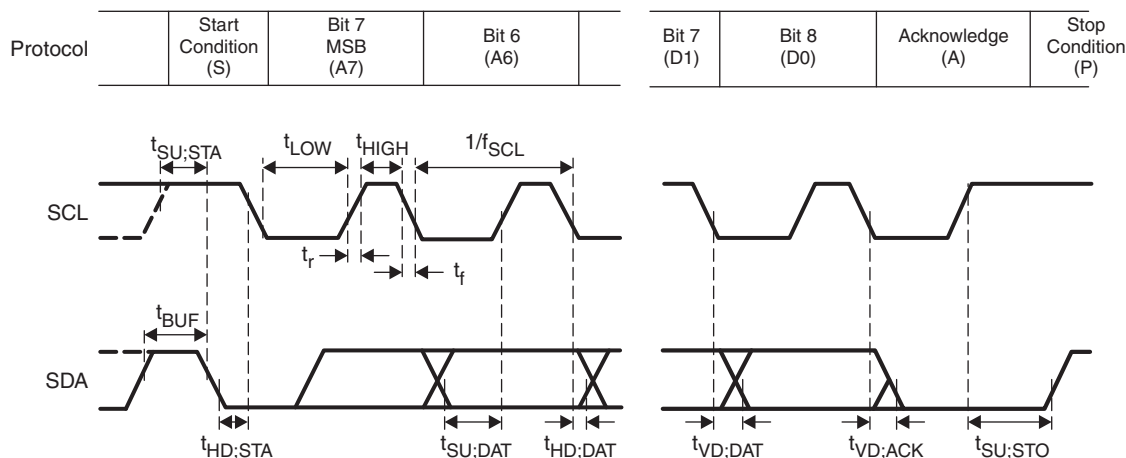 Protocol
Start
Condition
(S)
Bit 7
MSB
(A7)
Bit 6
(A6)
Bit 7
(D1)
Bit 8
(D0)
Acknowledge
(A)
Stop
Condition
(P)
tSU;STA
tLOW
tHIGH
1/fSCL
SCL
tr
tf
tBUF
SDA
tHD;STA
tSU;DAT
tHD;DAT
tVD;DAT
tVD;ACK
tSU;STO